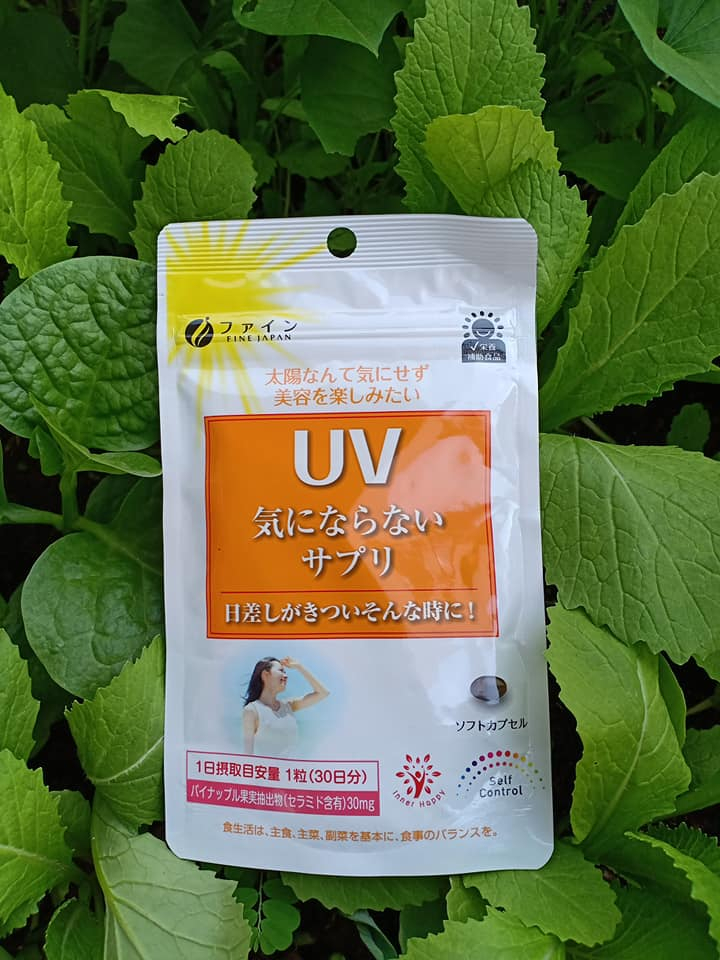 ファイン
FINE JAPAN
✓栄養
補助食品
太陽なんて気にせず
美容を楽しみたい
UV
気にならない
サプリ
日差しがきついそんな時に!
ソフトカプセル
1日摂取目安量 1粒(30日分)
パイナップル果実抽出物(セラミド含有)30mg
Inner Happy
Self
Control
食生活は、主食、主菜、副菜を基本に、食事のバランスを。